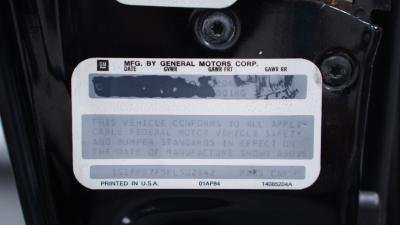 GM
MFG. BY GENERAL MOTORS CORP.
DATE GVWR GAWR FRT GAWR RR
THIS VEHICLE CONFORMS TO ALL APPLI-
CABLE FEDERAL MOTOR VEHICLE SAFETY
AND BUMPER STANDARDS IN EFFECT ON
THE DATE OF MANUFACTURE SHOWN ABOVE
PRINTED IN U.S.A. 01AP84 14085204A